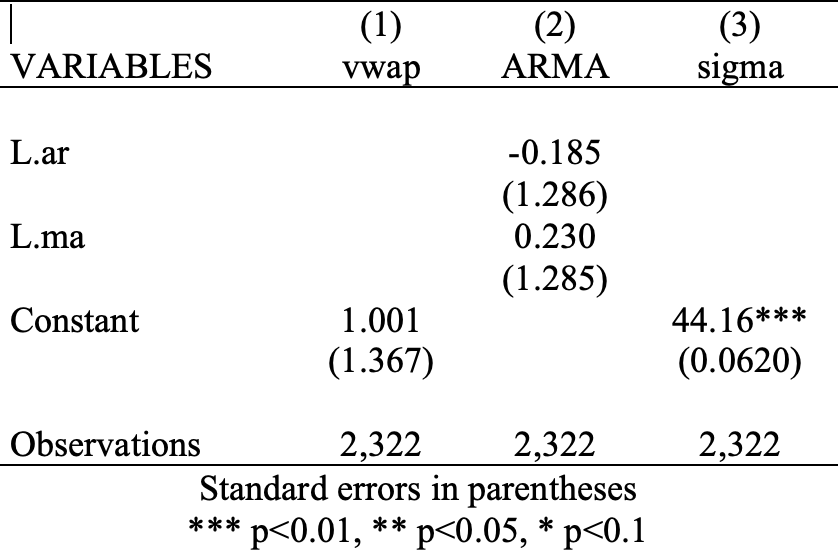 (1) (2) (3)
VARIABLES vwap ARMA sigma
L.ar -0.185
(1.286)
L.ma 0.230
(1.285)
Constant 1.001 44.16***
(1.367) (0.0620)
Observations 2,322 2,322 2,322
Standard errors in parentheses
*** p<0.01, ** p<0.05, * p<0.1